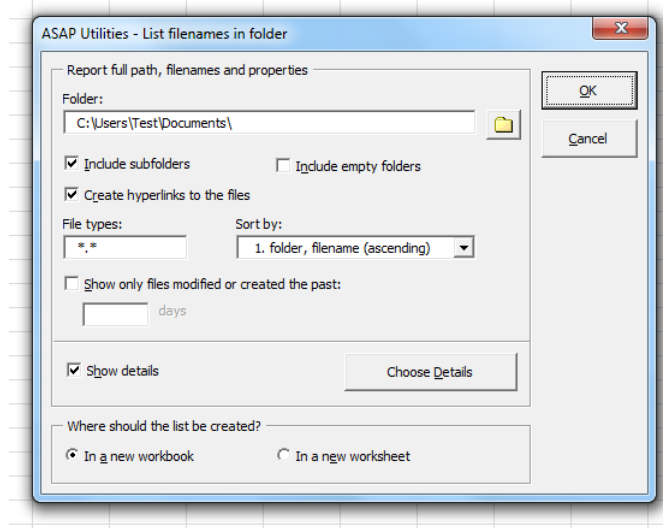 ASAP Utilities - List filenames in folder
Report full path, filenames and properties
Folder:
C:\Users\Test\Documents\
OK
Cancel
Include subfolders
Include empty folders
Create hyperlinks to the files
File types:
Sort by:
*.*
1. folder, filename (ascending)
Show only files modified or created the past:
days
Show details
Choose Details
Where should the list be created?
In a new workbook
In a new worksheet